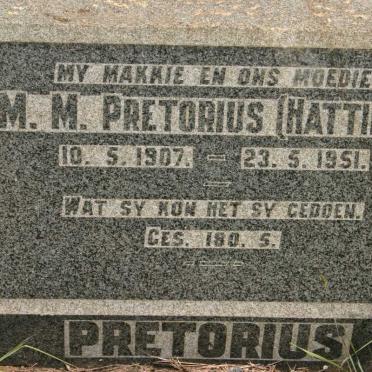 MY MAKKIE EN ONS MOEDIE
M. M. PRETORIUS (HATTI
10. 5. 1907. — 23. 5. 1951.
WAT SY KON HET SY GEDOEN.
GES. 180. 5.
PRETORIUS